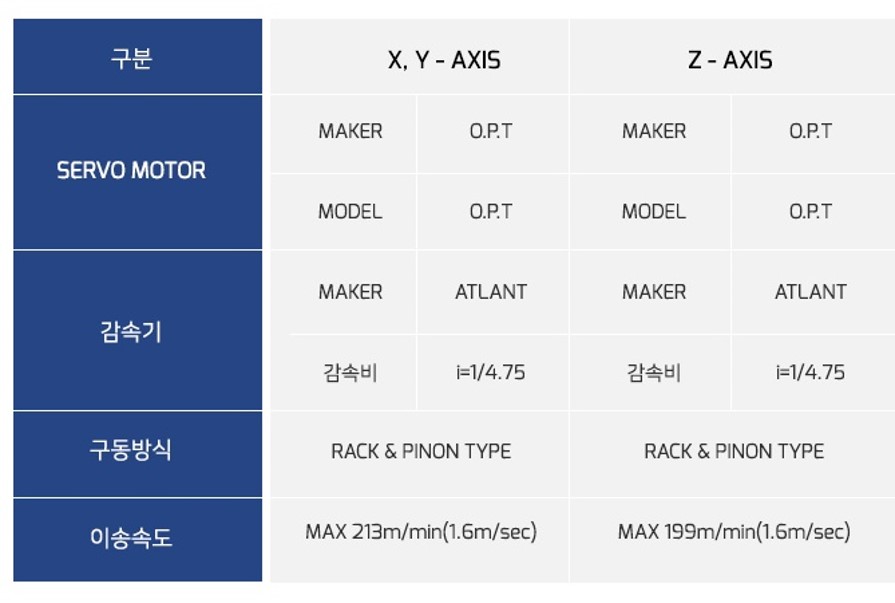 구분 X, Y - AXIS Z - AXIS
SERVO MOTOR MAKER O.P.T MAKER O.P.T
MODEL O.P.T MODEL O.P.T
감속기 MAKER ATLANT MAKER ATLANT
감속비 i=1/4.75 감속비 i=1/4.75
구동방식 RACK & PINON TYPE RACK & PINON TYPE
이송속도 MAX 213m/min(1.6m/sec) MAX 199m/min(1.6m/sec)